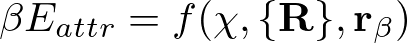 βE_{attr} = f(χ, {𝐑}, 𝐫_β)